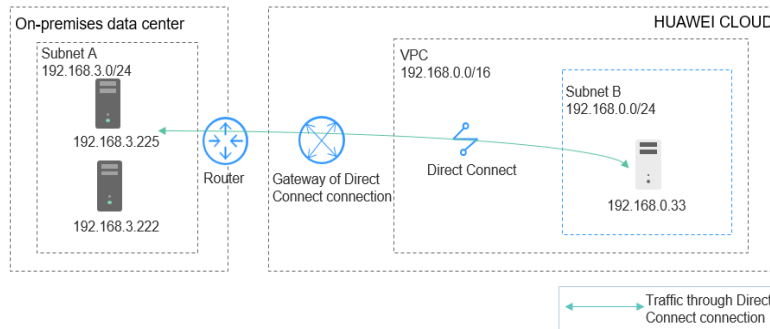 On-premises data center
Subnet A
192.168.3.0/24
192.168.3.225
192.168.3.222
Router
HUAWEI CLOUD
Gateway of Direct
Connect connection
VPC
192.168.0.0/16
Direct Connect
Subnet B
192.168.0.0/24
192.168.0.33
Traffic through Direct
Connect connection